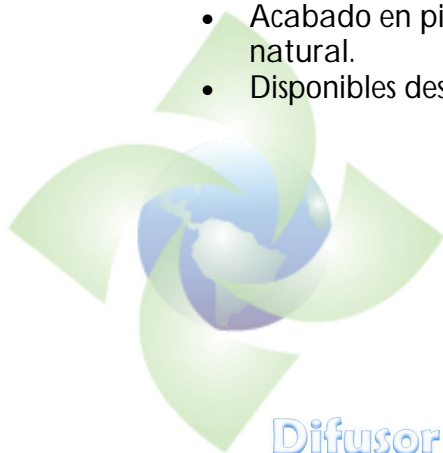 • Acabado en
natural.
• Disponibles
Difusor